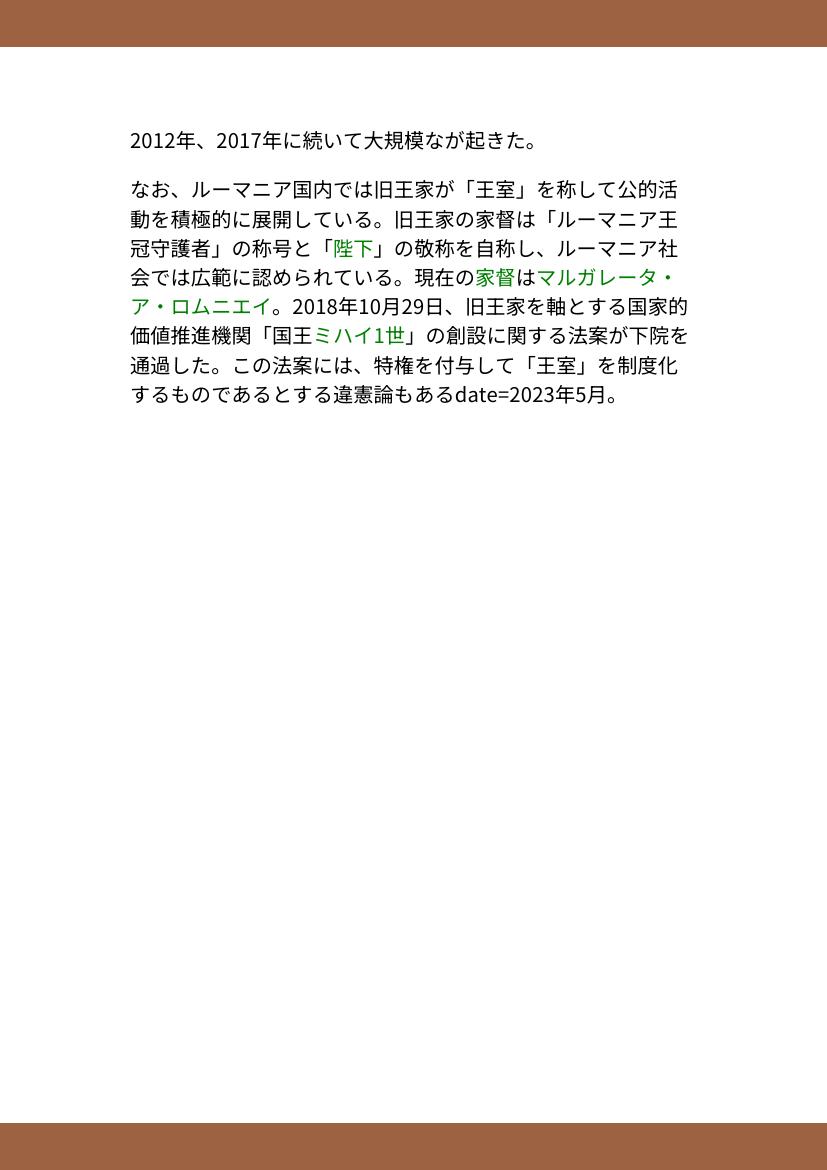 2012年、2017年に続いて大規模なが起きた。
なお、ルーマニア国内では旧王家が「王室」を称して公的活
動を積極的に展開している。旧王家の家督は「ルーマニア王
冠守護者」の称号と「陛下」の敬称を自称し、ルーマニア社
会では広範に認められている。現在の家督はマルガレータ・
ア・ロムニエイ。2018年10月29日、旧王家を軸とする国家的
価値推進機関「国王ミハイ1世」の創設に関する法案が下院を
通過した。この法案には、特権を付与して「王室」を制度化
するものであるとする違憲論もあるdate=2023年5月。